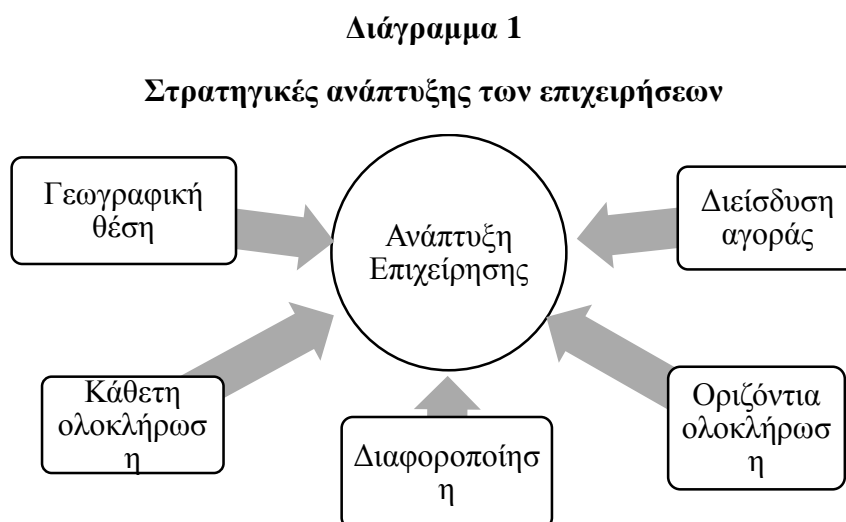 Διάγραμμα 1
Στρατηγικές ανάπτυξης των επιχειρήσεων
Γεωγραφική
θέση
Ανάπτυξη
Επιχείρησης
Διείσδυση
αγοράς
Κάθετη
ολοκλήρωσ
η
Διαφοροποίησ
η
Οριζόντια
ολοκλήρωσ
η